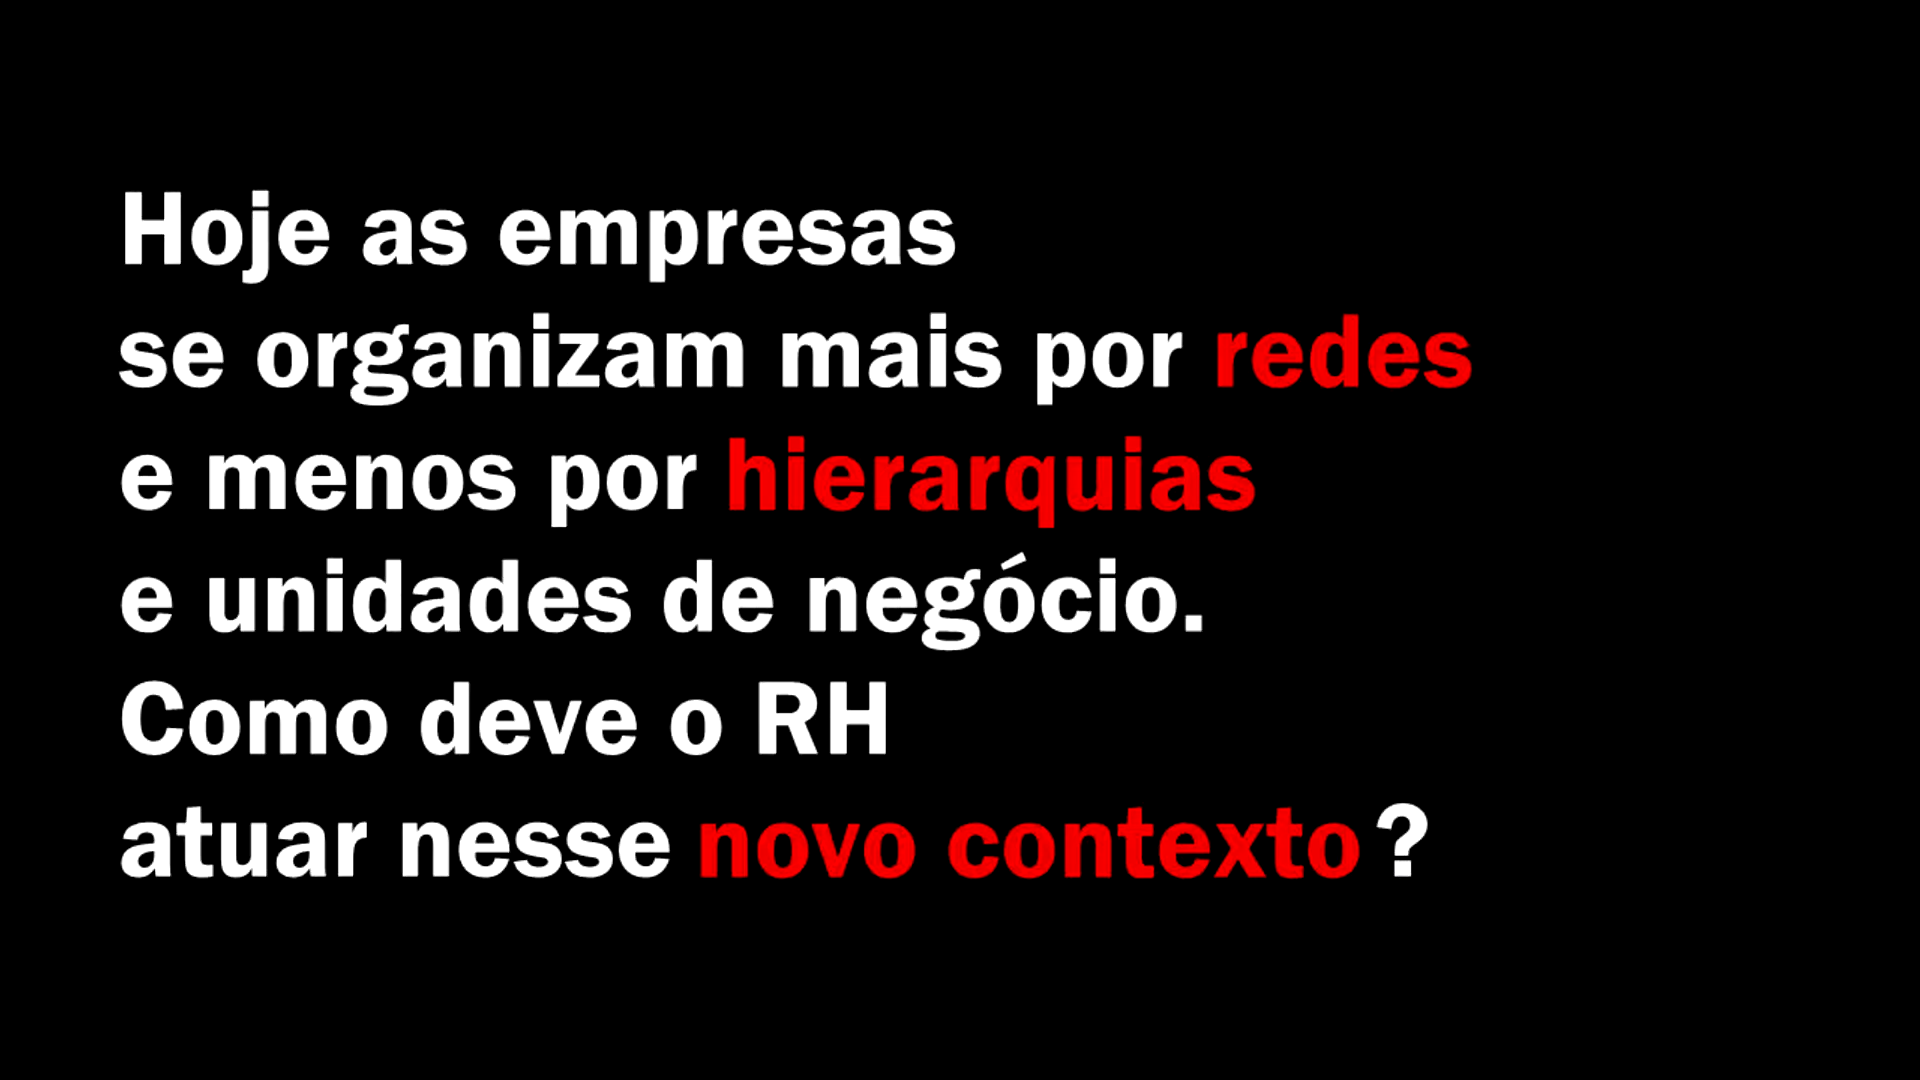 Hoje as empresas
se organizam mais por redes
e menos por hierarquias
e unidades de negócio.
Como deve o RH
atuar nesse novo contexto?